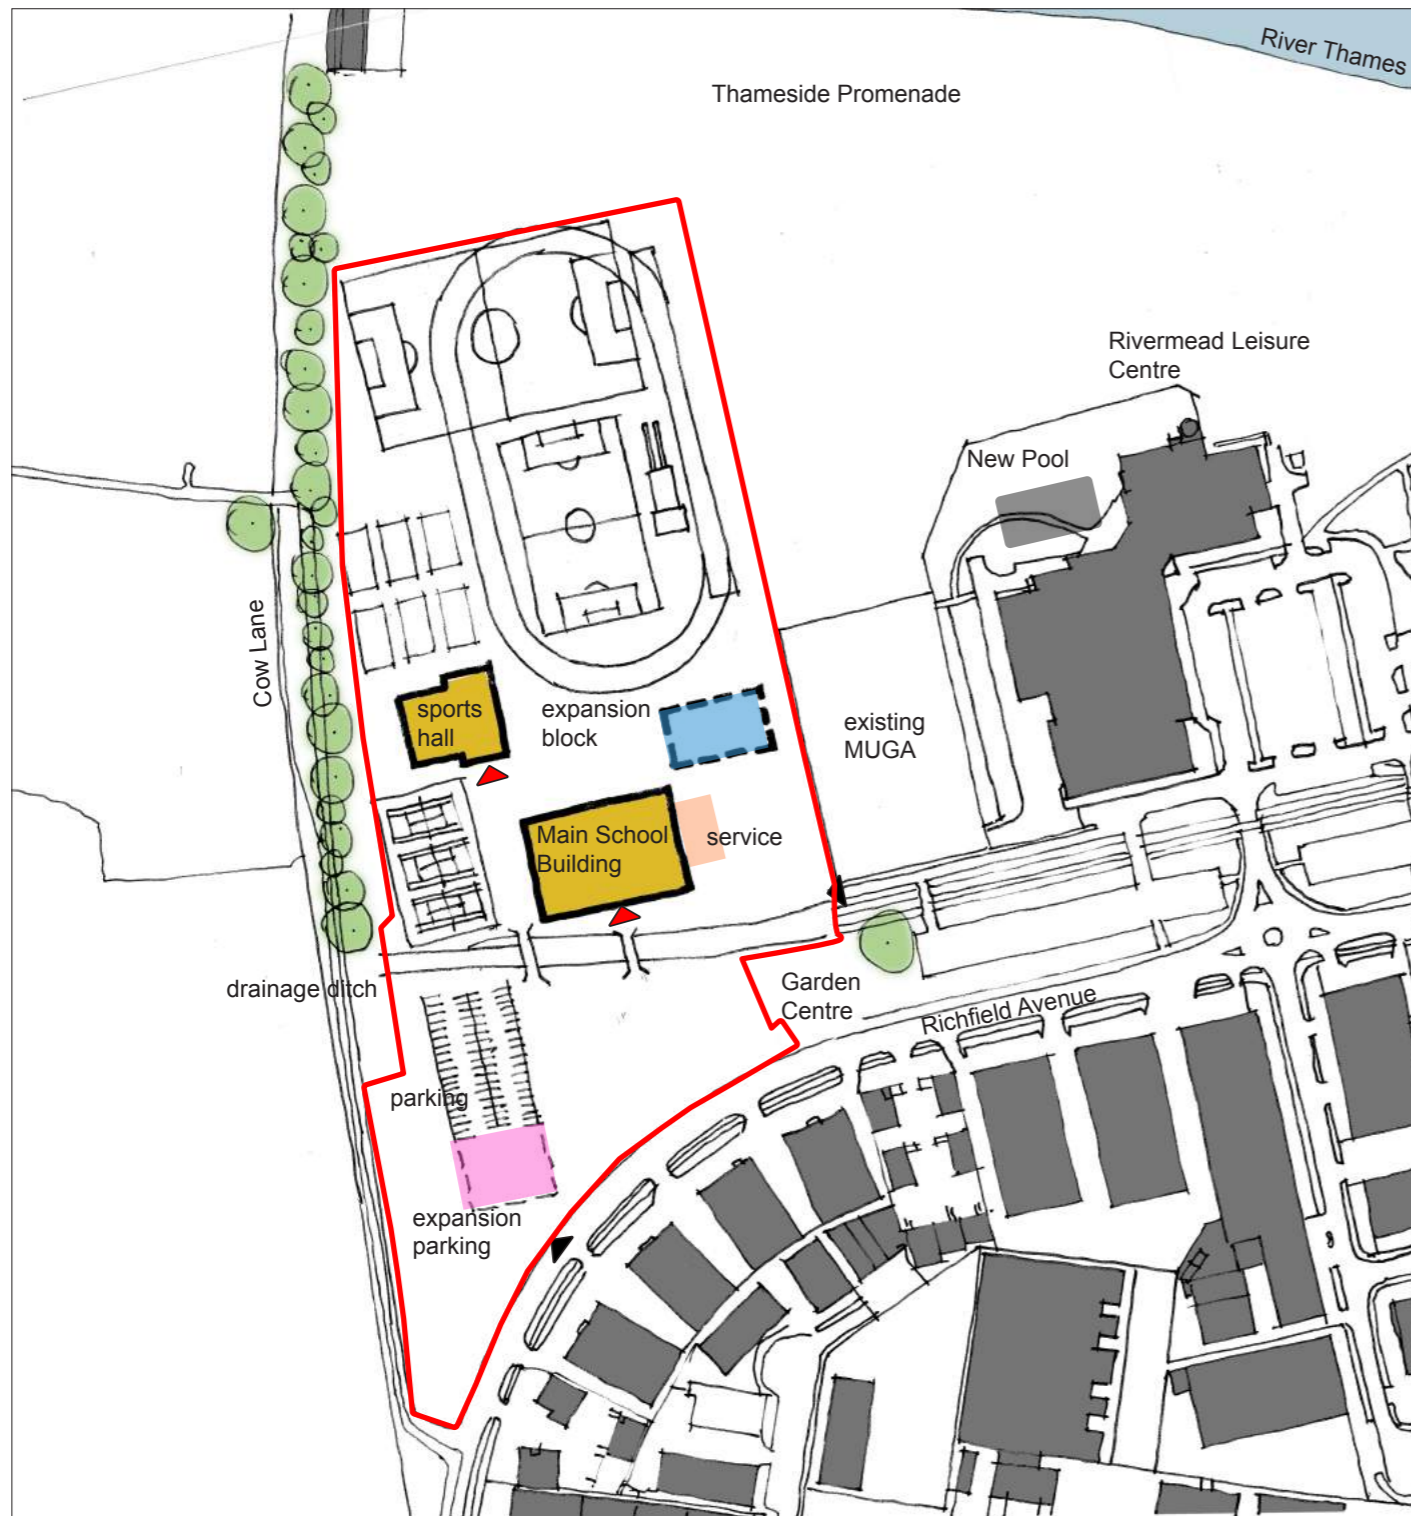 River Thames
Thameside Promenade
Rivermead Leisure
Centre
New Pool
Cow Lane
sports
hall
expansion
block
existing
MUGA
Main School
Building
service
drainage ditch
Garden
Centre
Richfield Avenue
parking
expansion
parking